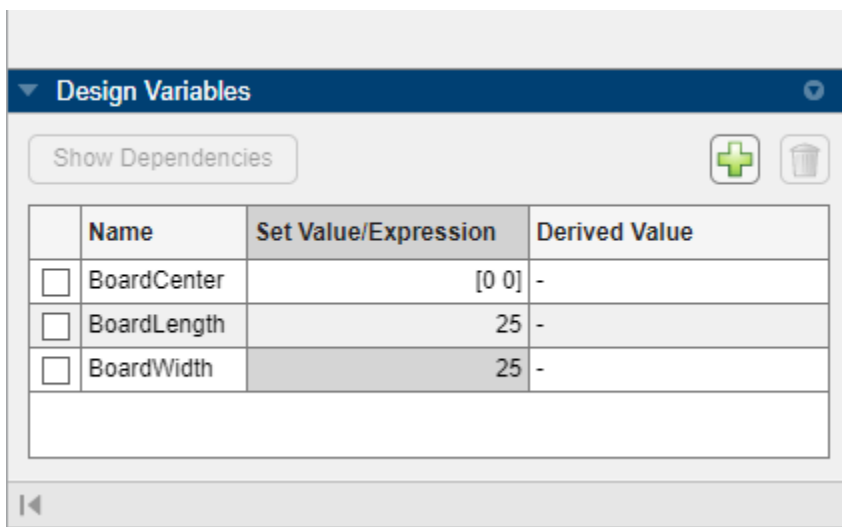 Design Variables
Show Dependencies
Name Set Value/Expression Derived Value
BoardCenter [0 0] -
BoardLength 25 -
BoardWidth 25 -